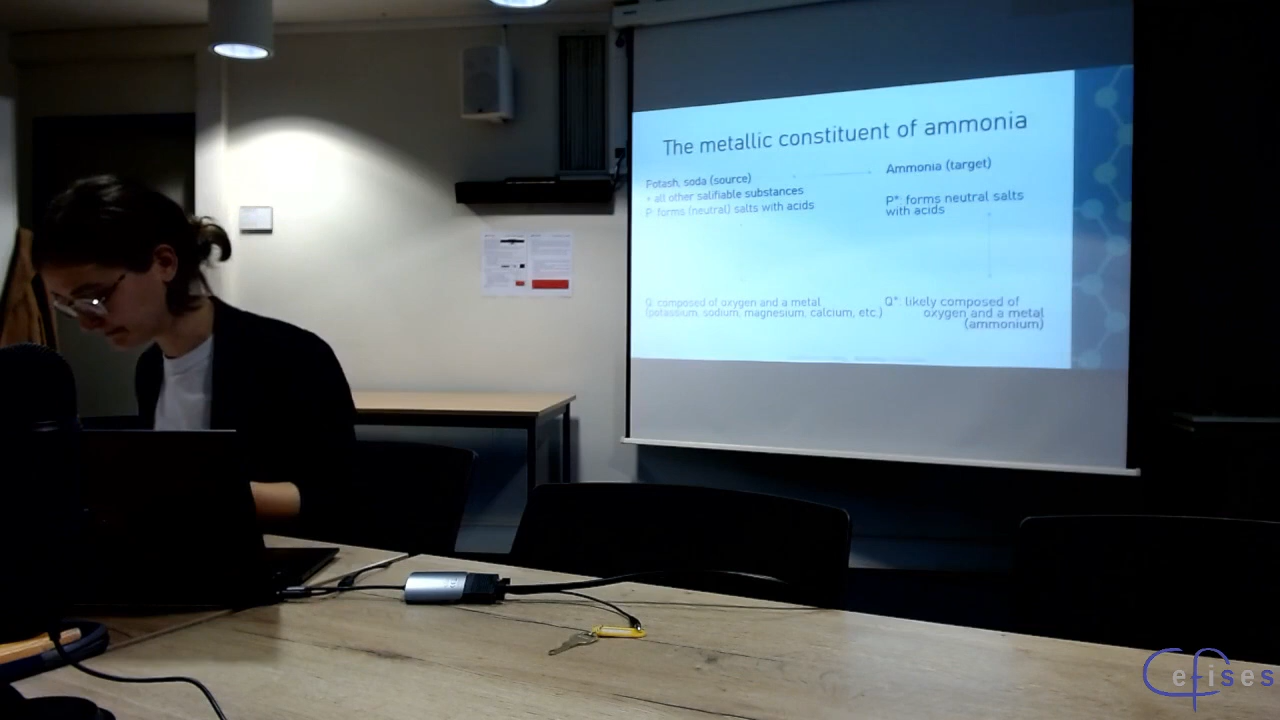 The metallic constituent of ammonia
Potash, soda (source)
+ all other salifiable substances
P: forms (neutral) salts with acids
Ammonia (target)
P*: forms neutral salts
with acids
Q: composed of oxygen and a metal
(potassium, sodium, magnesium, calcium, etc.)
Q*: likely composed of
oxygen and a metal
(ammonium)
Cefises